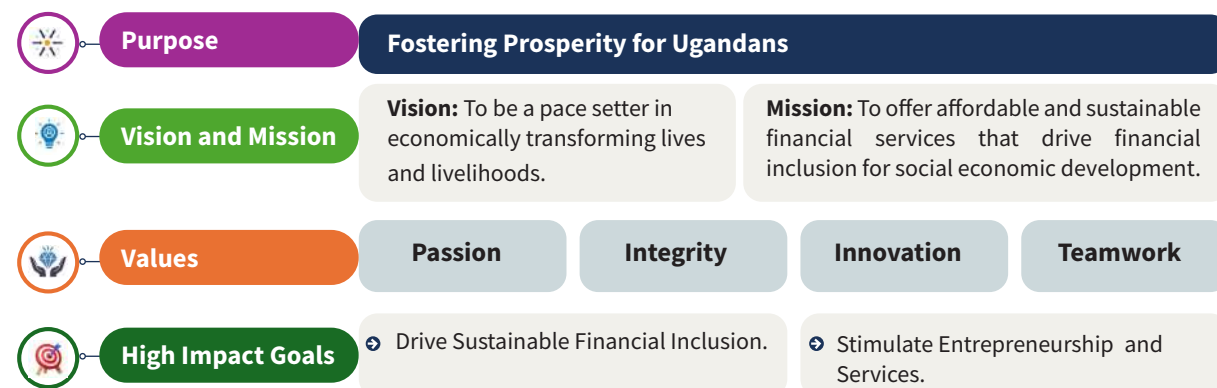 Purpose
Fostering Prosperity for Ugandans
Vision and Mission
Vision: To be a pace setter in
economically transforming lives
and livelihoods.
Mission: To offer affordable and sustainable
financial services that drive financial
inclusion for social economic development.
Values
Passion
Integrity
Innovation
Teamwork
High Impact Goals
Drive Sustainable Financial Inclusion.
Stimulate Entrepreneurship and
Services.